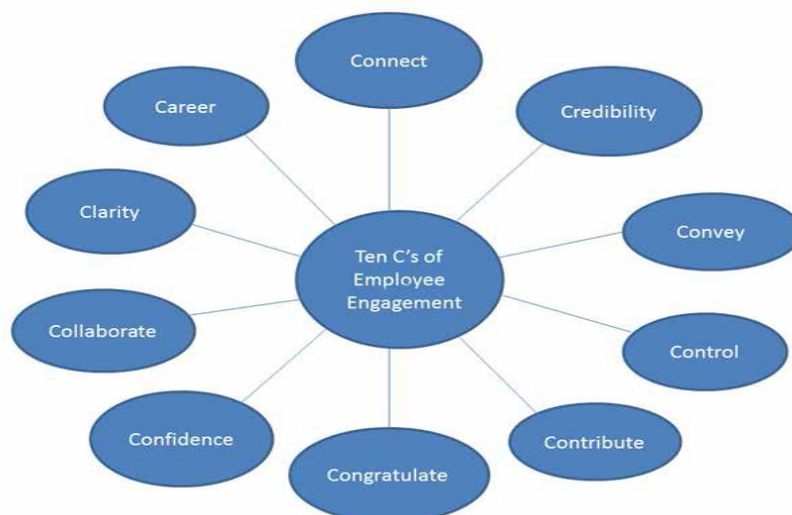 Connect
Career
Credibility
Clarity
Convey
Ten C's of
Employee
Engagement
Collaborate
Control
Confidence
Contribute
Congratulate